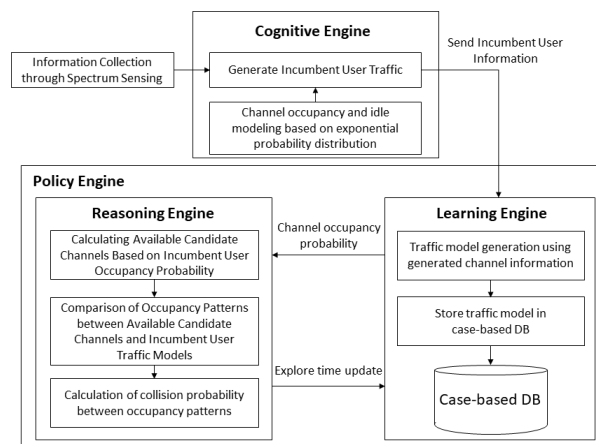 Cognitive Engine
Send Incumbent User
Information
Information Collection
through Spectrum Sensing
Generate Incumbent User Traffic
Channel occupancy and idle
modeling based on exponential
probability distribution
Policy Engine
Reasoning Engine
Calculating Available Candidate
Channels Based on Incumbent User
Occupancy Probability
Comparison of Occupancy Patterns
between Available Candidate
Channels and Incumbent User
Traffic Models
Calculation of collision probability
between occupancy patterns
Channel occupancy
probability
Explore time update
Learning Engine
Traffic model generation using
generated channel information
Store traffic model in
case-based DB
Case-based DB